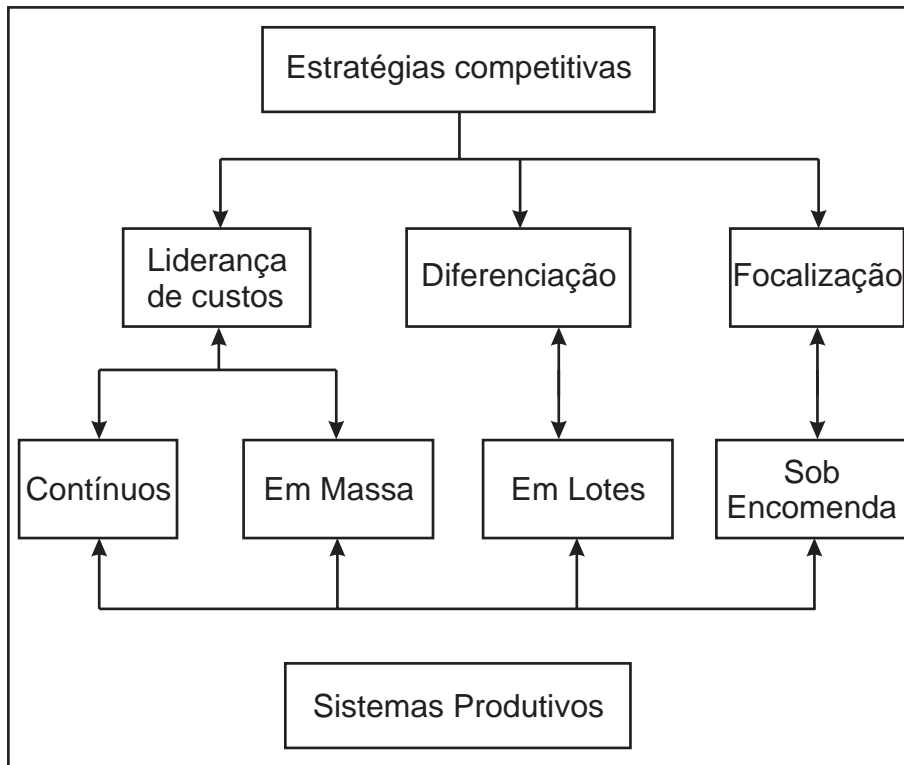 Estratégias competitivas
Liderança
de custos
Diferenciação
Focalização
Contínuos
Em Massa
Em Lotes
Sob
Encomenda
Sistemas Produtivos